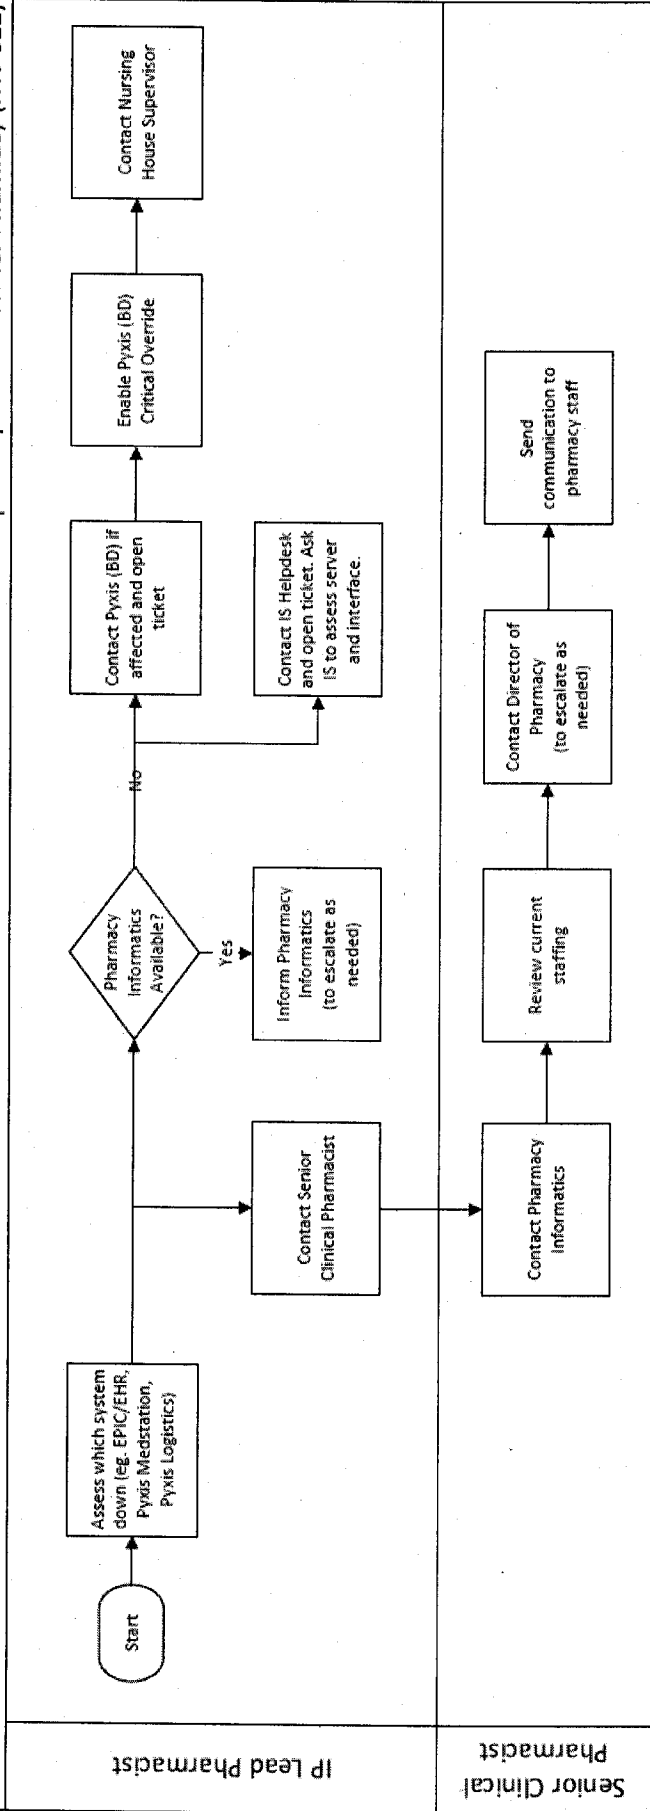 IP Lead Pharmacist
Start
Assess which system
down (eg. EPIC/EHR,
Pyxis Medstation,
Pyxis Logistics)
Contact Senior
Clinical Pharmacist
Pharmacy
Informatics
Available?
Yes
Inform Pharmacy
Informatics
(to escalate as
needed)
No
Contact Pyxis (BD) if
affected and open
ticket
Contact IS Helpdesk
and open ticket. Ask
IS to assess server
and interface.
Enable Pyxis (BD)
Critical Override
Contact Nursing
House Supervisor
Senior Clinical
Pharmacist
Contact Pharmacy
Informatics
Review current
staffing
Contact Director of
Pharmacy
(to escalate as
needed)
Send
communication to
pharmacy staff